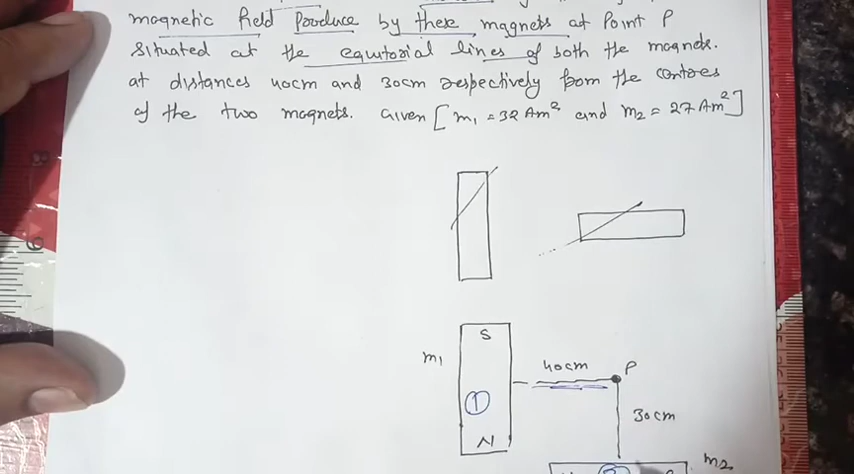 magnetic field Produce by these magnets at Point P
Situated at the equitorial lines of both the magnets.
at distances 40cm and 30cm respectively from the centres
of the two magnets. Given [m₁ = 32 Am² and m₂ = 27 Am²]
S
m₁
40cm
P
①
30cm
N
m₂